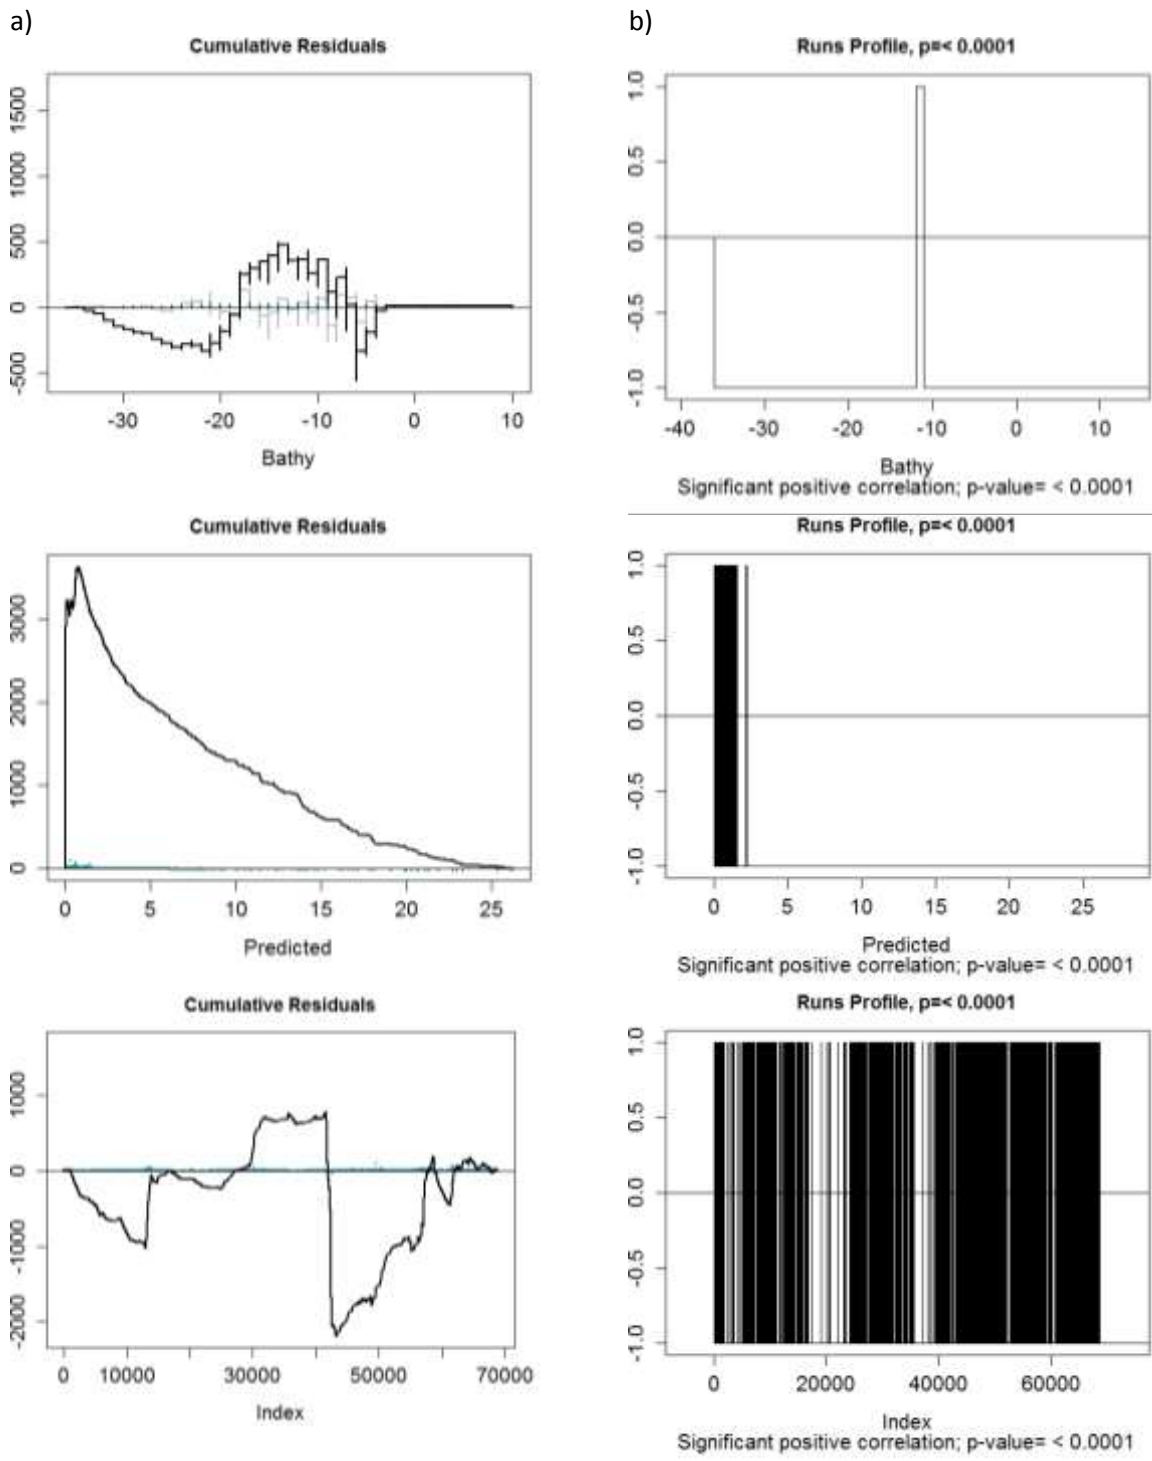 a)
Cumulative Residuals
1500
1000
500
0
-500
-30 -20 -10 0 10
Bathy
b)
Runs Profile, p=< 0.0001
1.0
0.5
0.0
-0.5
-1.0
-40 -30 -20 -10 0 10
Bathy
Significant positive correlation; p-value= < 0.0001
Cumulative Residuals
3000
2000
1000
0
0 5 10 15 20 25
Predicted
Runs Profile, p=< 0.0001
1.0
0.5
0.0
-0.5
-1.0
0 5 10 15 20 25
Predicted
Significant positive correlation; p-value= < 0.0001
Cumulative Residuals
1000
0
-1000
-2000
0 10000 30000 50000 70000
Index
Runs Profile, p=< 0.0001
1.0
0.5
0.0
-0.5
-1.0
0 20000 40000 60000
Index
Significant positive correlation; p-value= < 0.0001